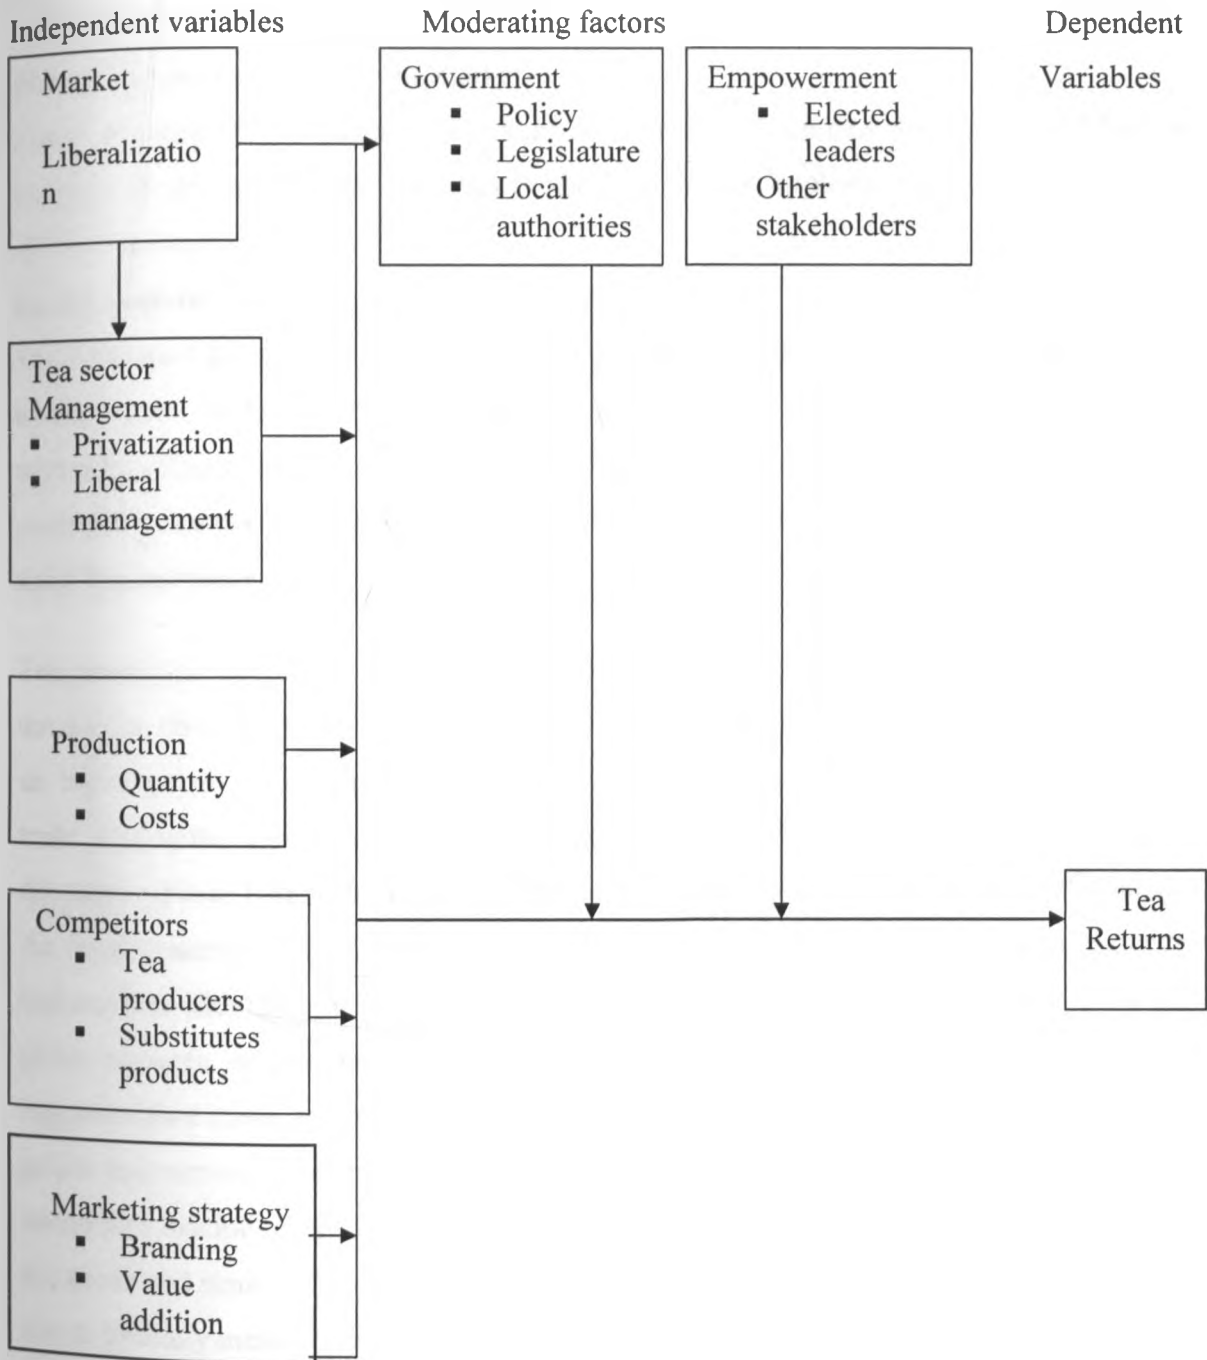 Independent variables
Moderating factors
Dependent
Variables
Market
Liberalizatio
n
Government
▪ Policy
▪ Legislature
▪ Local
authorities
Empowerment
▪ Elected
leaders
Other
stakeholders
Tea sector
Management
▪ Privatization
▪ Liberal
management
Production
▪ Quantity
▪ Costs
Competitors
▪ Tea
producers
▪ Substitutes
products
Marketing strategy
▪ Branding
▪ Value
addition
Tea
Returns